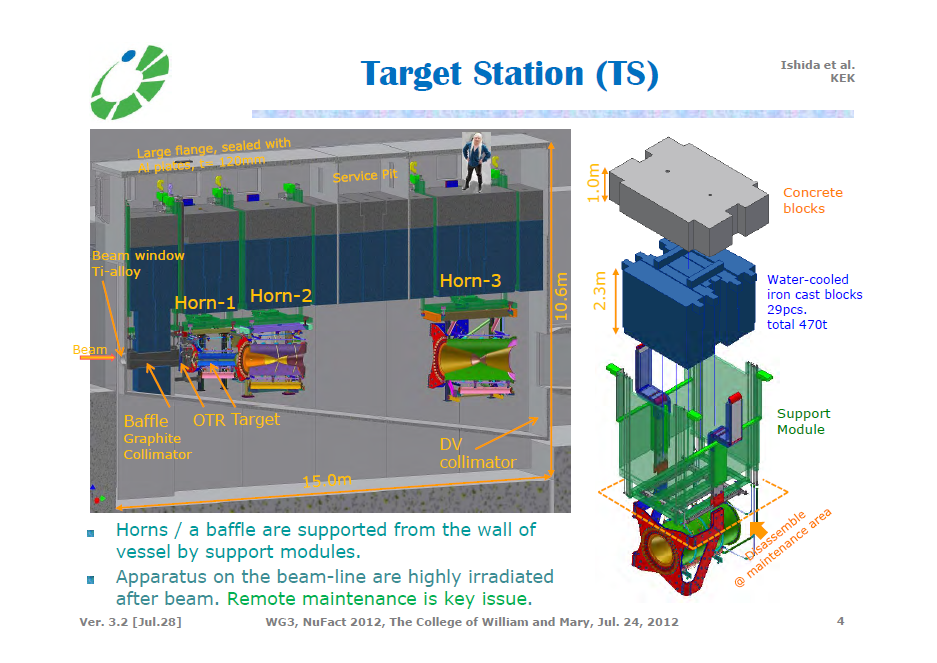 Target Station (TS)
Ishida et al.
KEK
Large flange, sealed with
Al plates, t= 120mm
Service Pit
Beam window
Ti-alloy
Horn-1
Horn-2
Horn-3
10.6m
Beam
Baffle
Graphite
Collimator
OTR
Target
DV
collimator
15.0m
1.0m
Concrete
blocks
2.3m
Water-cooled
iron cast blocks
29pcs.
total 470t
Support
Module
Disassemble
@ maintenance area
Horns / a baffle are supported from the wall of
vessel by support modules.
Apparatus on the beam-line are highly irradiated
after beam. Remote maintenance is key issue.
Ver. 3.2 [Jul.28]
WG3, NuFact 2012, The College of William and Mary, Jul. 24, 2012
4